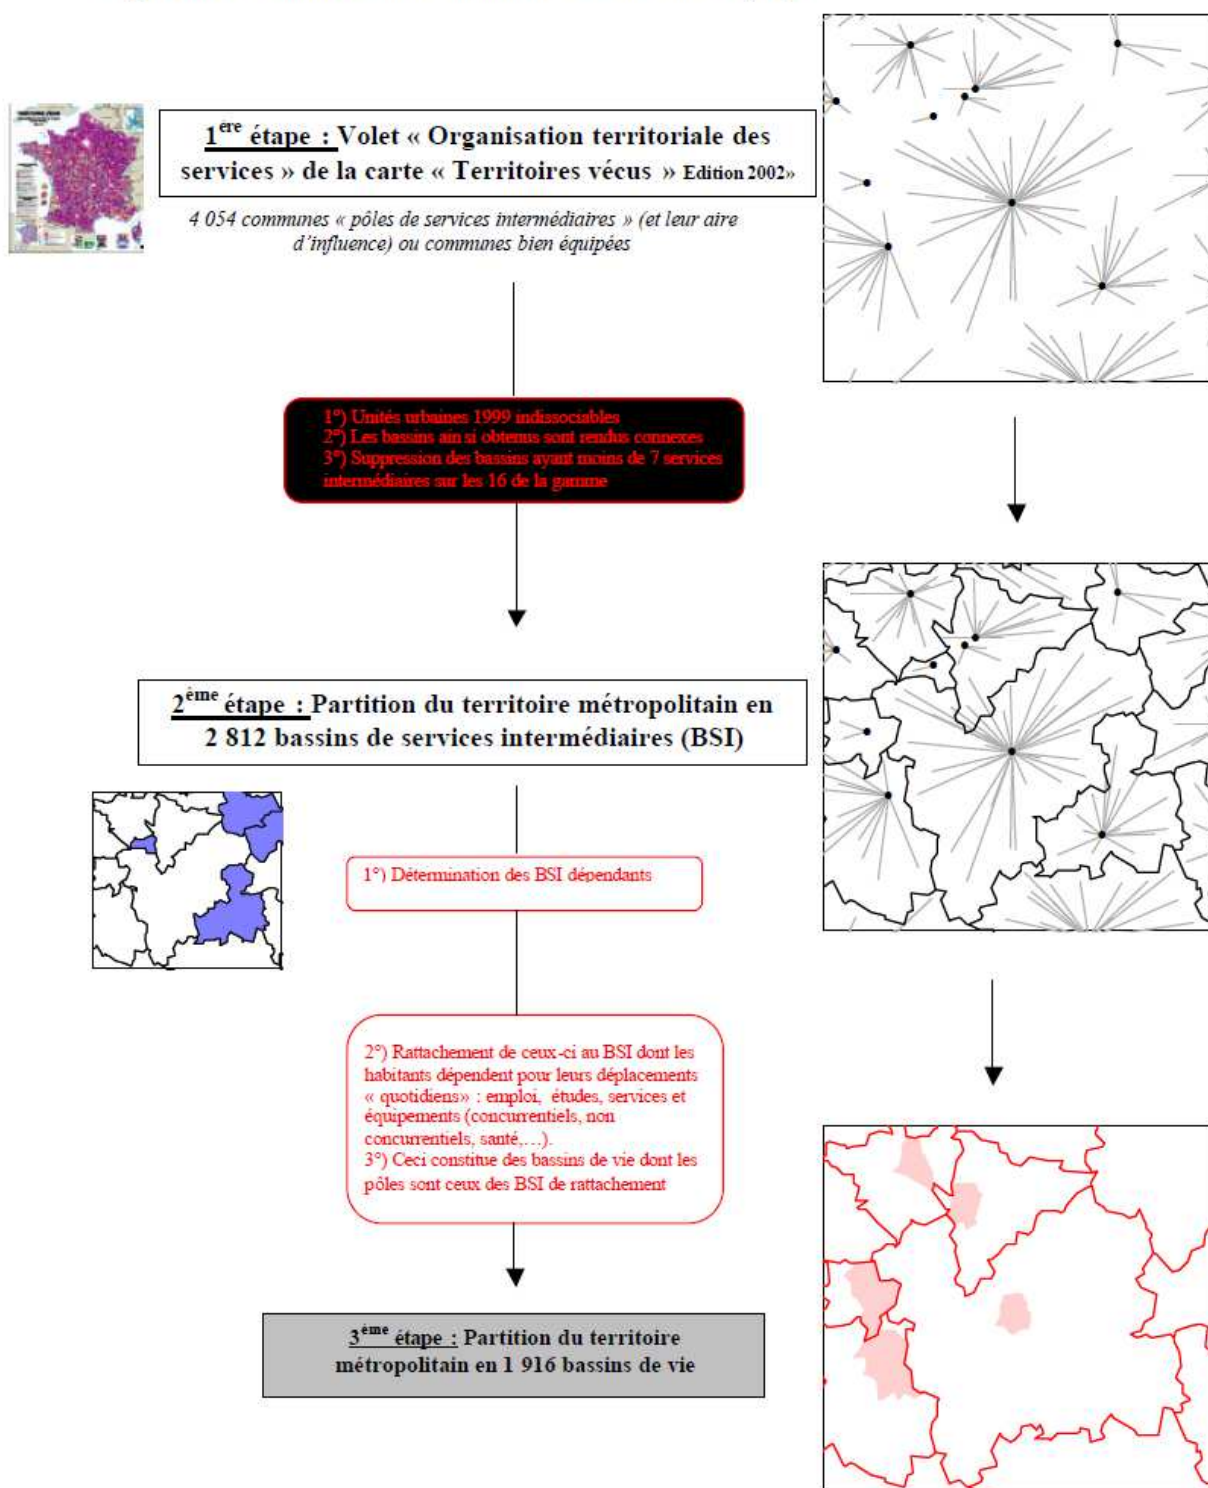 1ère étape : Volet « Organisation territoriale des
services » de la carte « Territoires vécus » Edition 2002»
4 054 communes « pôles de services intermédiaires » (et leur aire
d’influence) ou communes bien équipées
1°) Unités urbaines 1999 indissociables
2°) Les bassins ainsi obtenus sont rendus connexes
3°) Suppression des bassins ayant moins de 7 services
intermédiaires sur les 16 de la gamme
2ème étape : Partition du territoire métropolitain en
2 812 bassins de services intermédiaires (BSI)
1°) Détermination des BSI dépendants
2°) Rattachement de ceux-ci au BSI dont les
habitants dépendent pour leurs déplacements
« quotidiens» : emploi, études, services et
équipements (concurrentiels, non
concurrentiels, santé,…).
3°) Ceci constitue des bassins de vie dont les
pôles sont ceux des BSI de rattachement
3ème étape : Partition du territoire
métropolitain en 1 916 bassins de vie